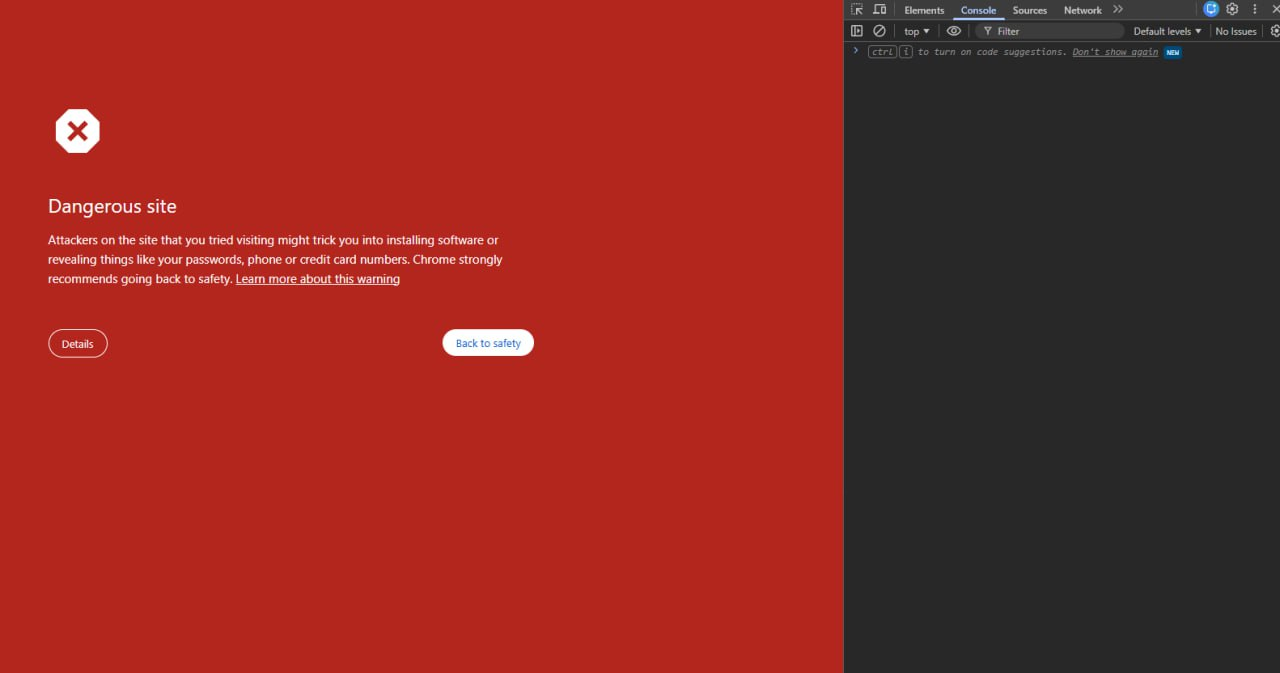 Elements Console Sources Network
top Filter Default levels No Issues
ctrl i to turn on code suggestions. Don't show again NEW
Dangerous site
Attackers on the site that you tried visiting might trick you into installing software or
revealing things like your passwords, phone or credit card numbers. Chrome strongly
recommends going back to safety. Learn more about this warning
Details Back to safety